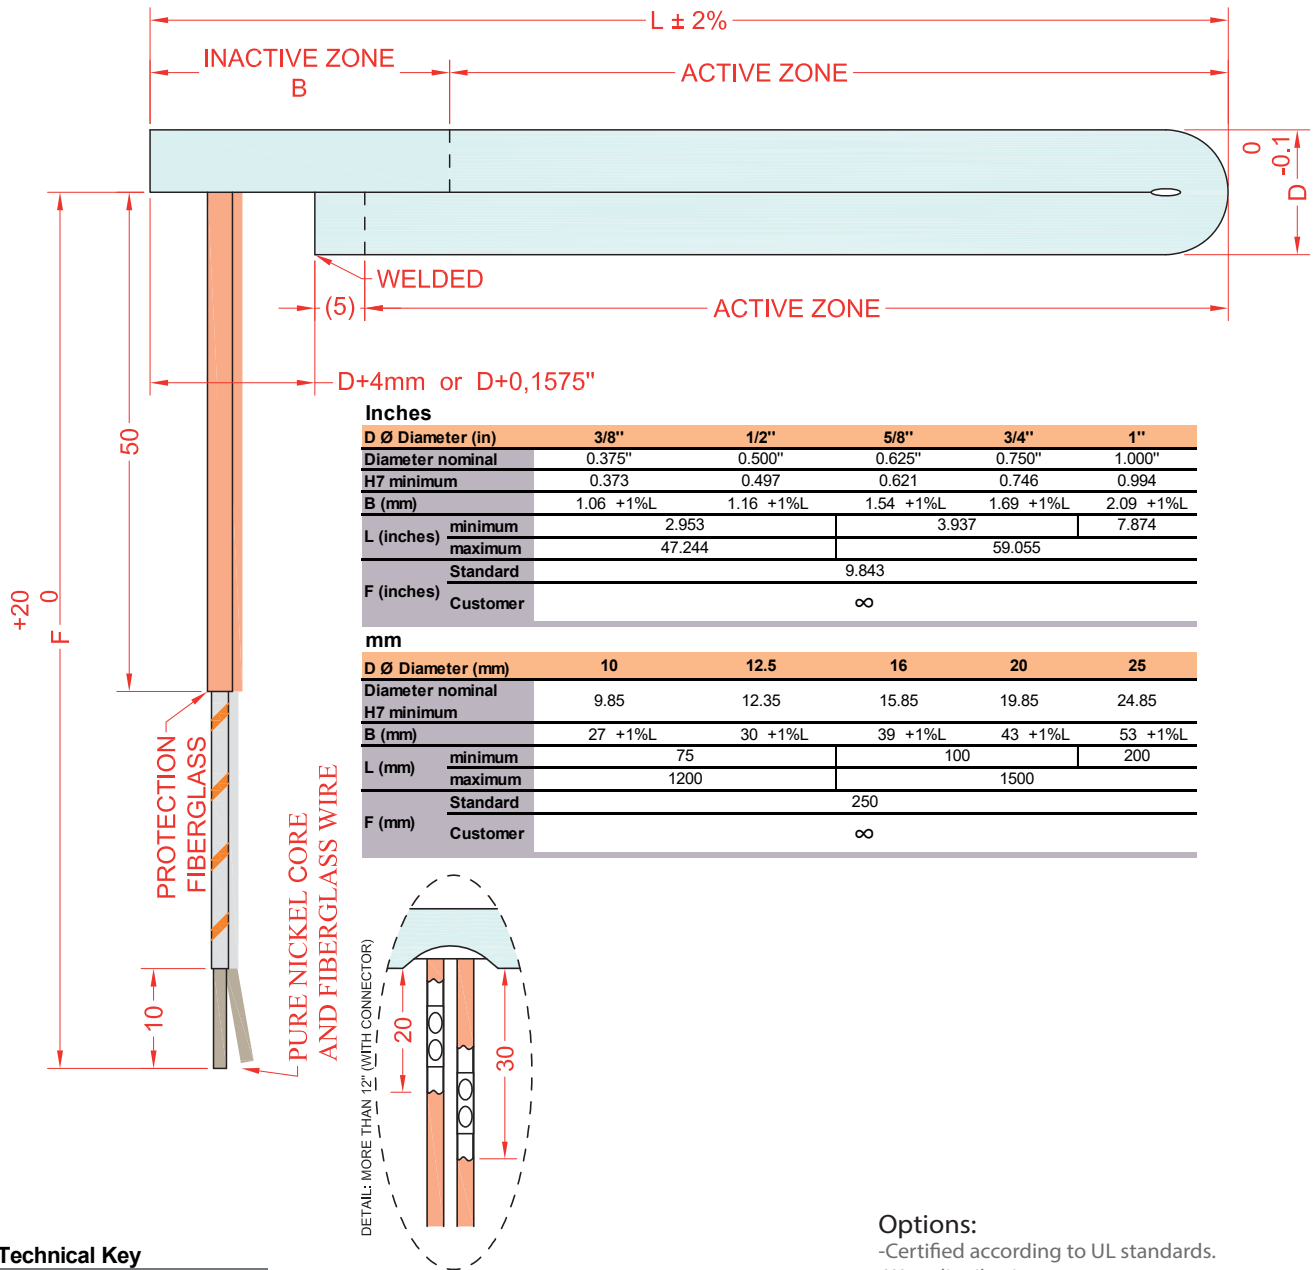 L ± 2%
INACTIVE ZONE
B
ACTIVE ZONE
0
-0.1
D
WELDED
(5)
ACTIVE ZONE
D+4mm or D+0,1575"
50
+20
0
F
PROTECTION
FIBERGLASS
PURE NICKEL CORE
AND FIBERGLASS WIRE
10
Inches
D Ø Diameter (in) 3/8" 1/2" 5/8" 3/4" 1"
Diameter nominal 0.375" 0.500" 0.625" 0.750" 1.000"
H7 minimum 0.373 0.497 0.621 0.746 0.994
B (mm) 1.06 +1%L 1.16 +1%L 1.54 +1%L 1.69 +1%L 2.09 +1%L
L (inches) minimum 2.953 3.937 7.874
maximum 47.244 59.055
F (inches) Standard 9.843
Customer ∞
mm
D Ø Diameter (mm) 10 12.5 16 20 25
Diameter nominal
H7 minimum 9.85 12.35 15.85 19.85 24.85
B (mm) 27 +1%L 30 +1%L 39 +1%L 43 +1%L 53 +1%L
L (mm) minimum 75 100 200
maximum 1200 1500
F (mm) Standard 250
Customer ∞
DETAIL: MORE THAN 12" (WITH CONNECTOR)
20
30
Technical Key
Options:
-Certified according to UL standards.